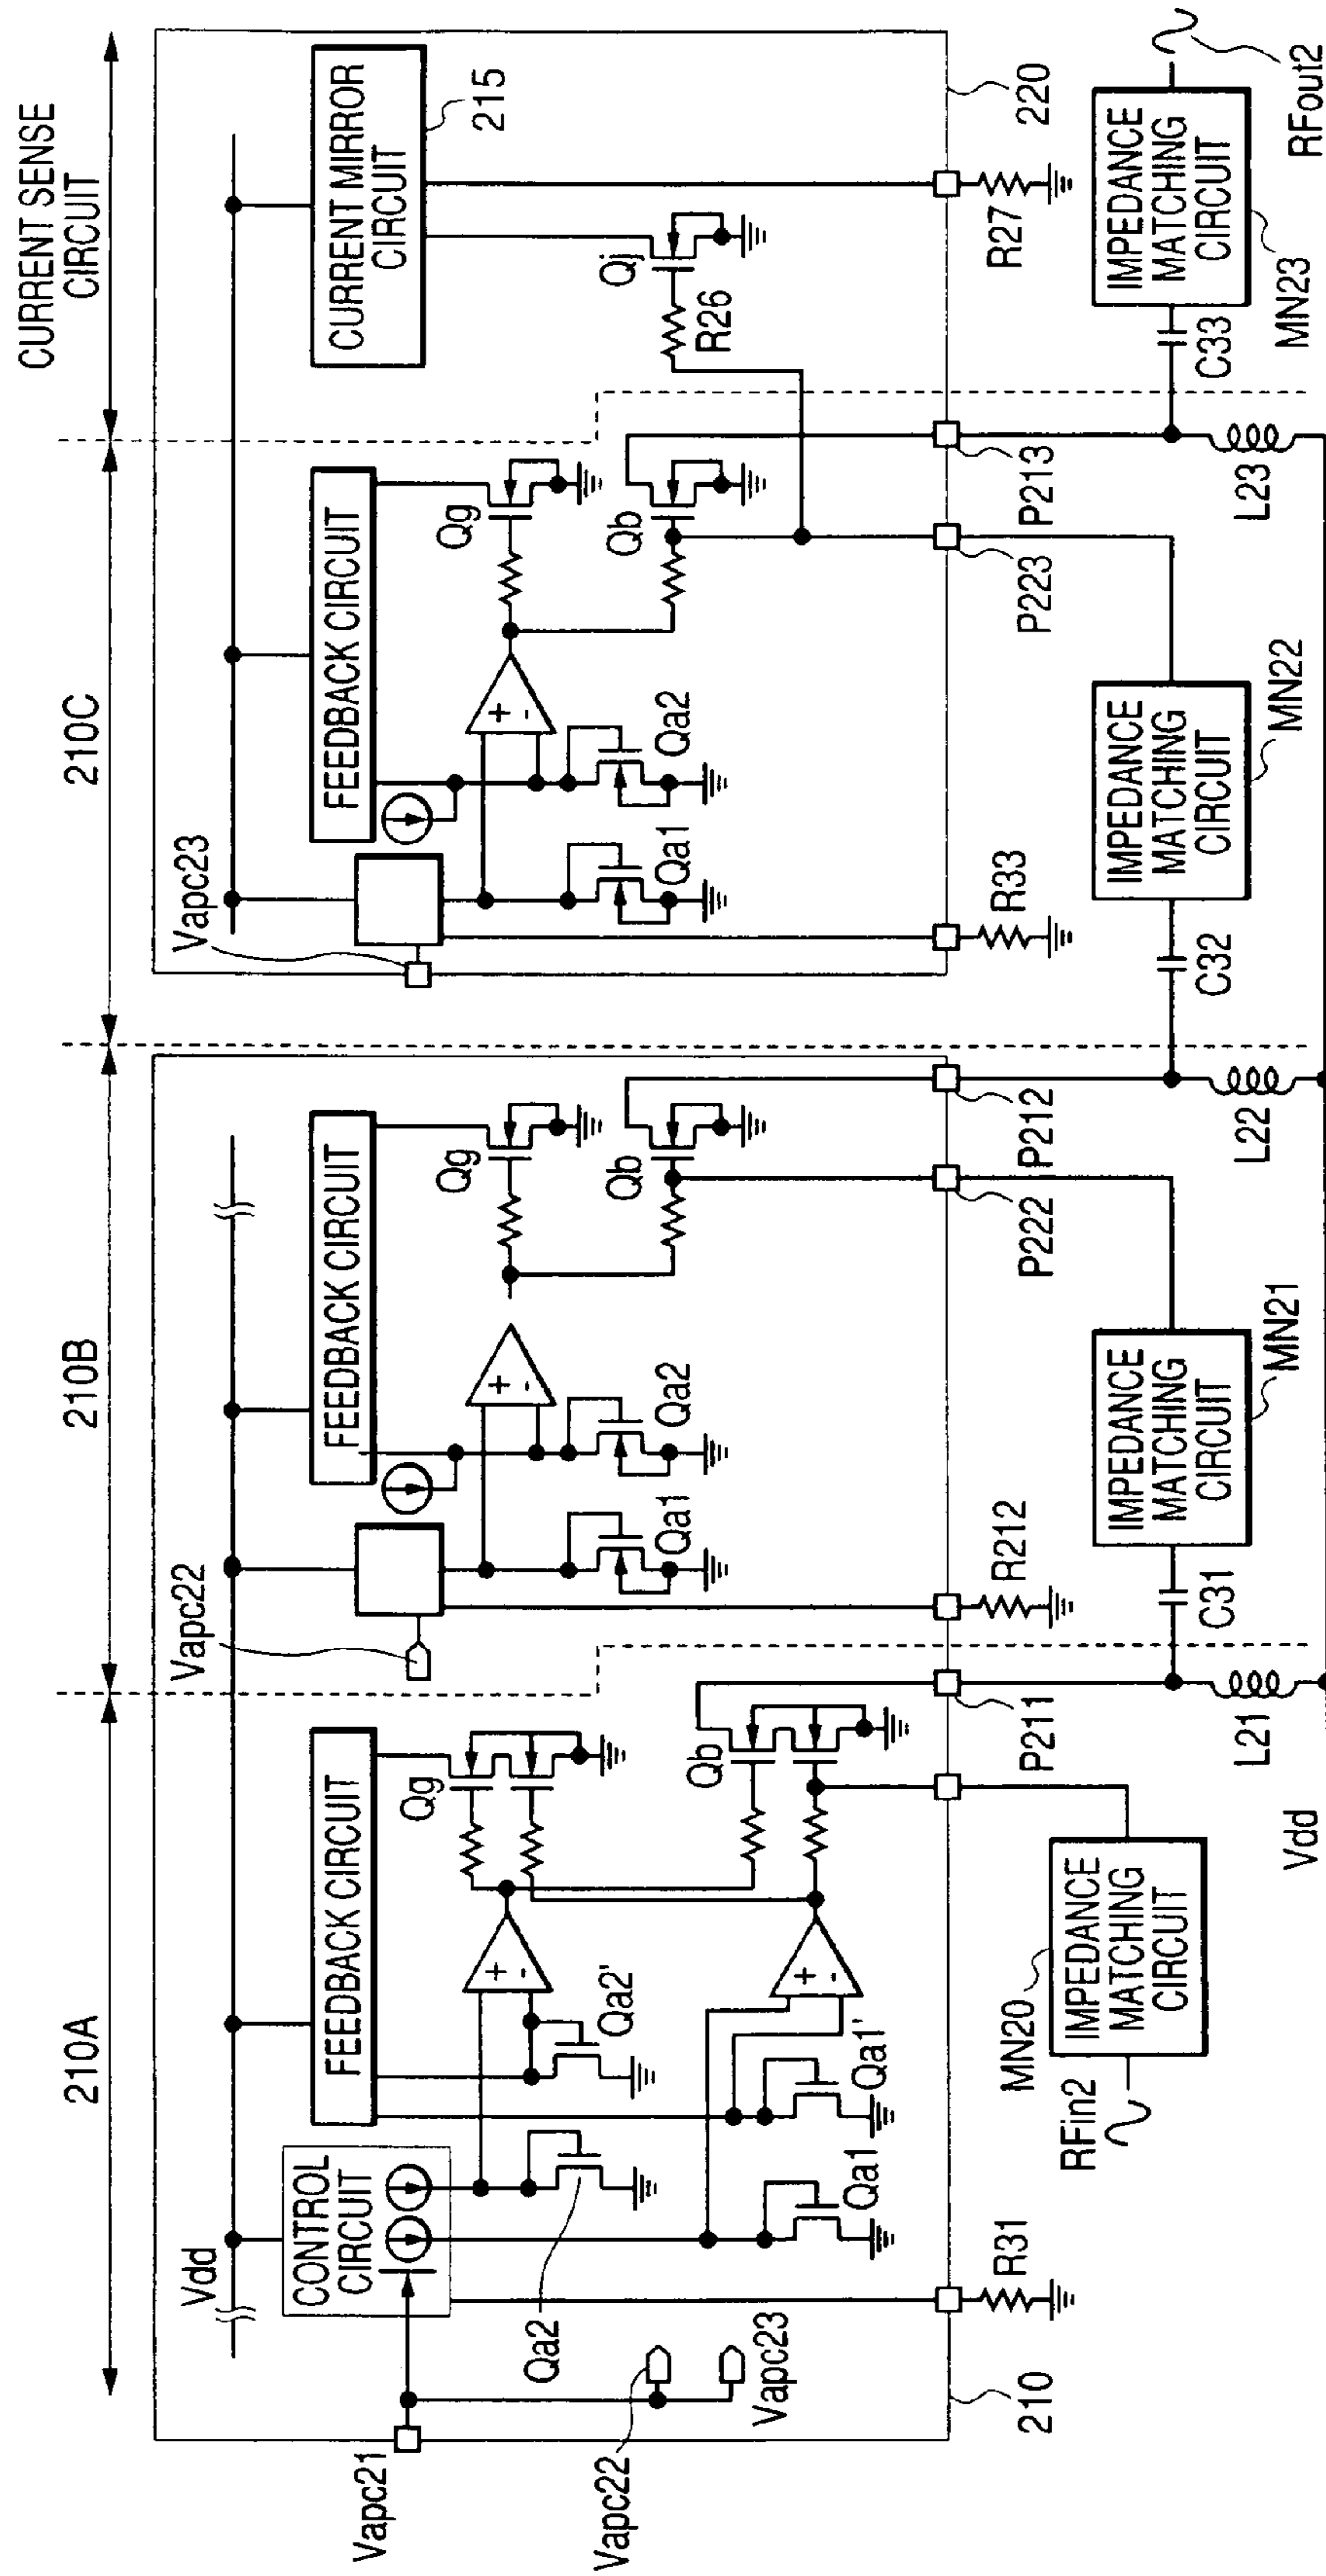 210A
210B
210C
CURRENT SENSE
CIRCUIT
Vdd
Vapc21
Vapc22
Vapc23
CONTROL
CIRCUIT
Qa2
FEEDBACK CIRCUIT
Qa2'
Qg
Qa1
Qa1'
Qb
+
-
+
-
R31
210
MN20
IMPEDANCE
MATCHING
CIRCUIT
RFin2
P211
L21
Vdd
Vapc22
FEEDBACK CIRCUIT
Qa1
Qa2
+
-
Qg
Qb
R212
P222
P212
C31
IMPEDANCE
MATCHING
CIRCUIT
MN21
L22
Vapc23
FEEDBACK CIRCUIT
Qa1
Qa2
+
-
Qg
Qb
R33
P223
P213
C32
IMPEDANCE
MATCHING
CIRCUIT
MN22
L23
CURRENT MIRROR
CIRCUIT
215
Qj
R26
R27
220
C33
IMPEDANCE
MATCHING
CIRCUIT
MN23
RFout2